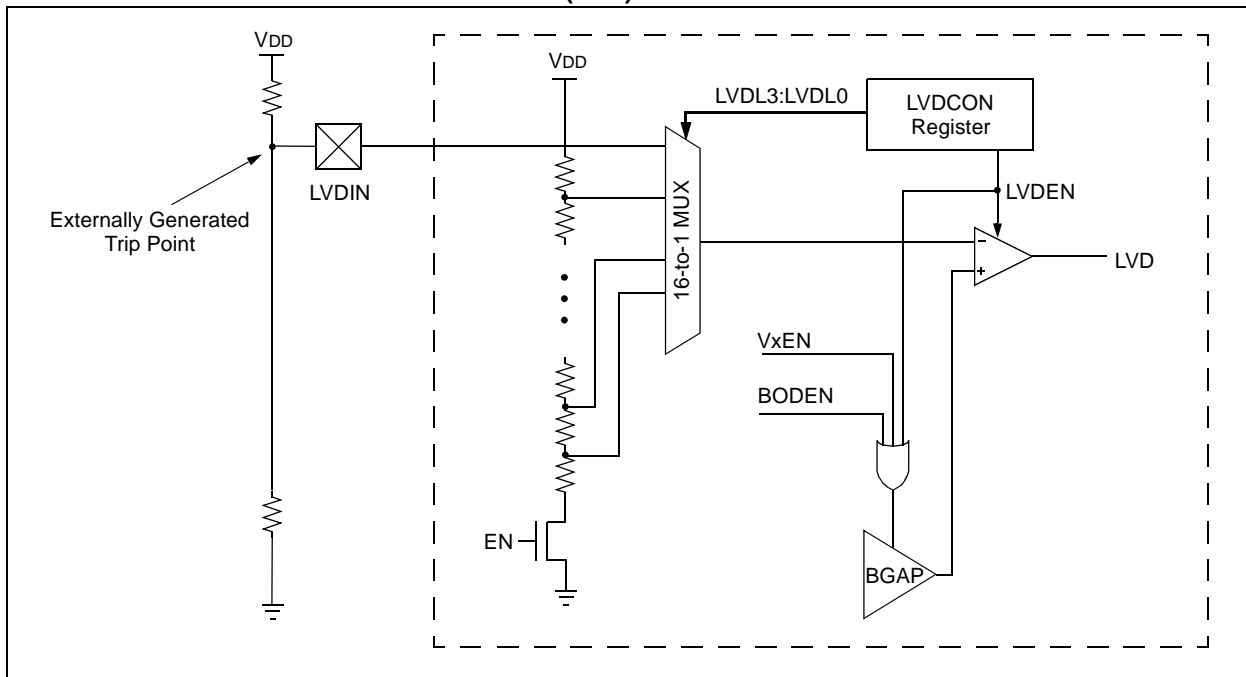 VDD
VDD
LVDL3:LVDL0
LVDCON
Register
LVDIN
Externally Generated
Trip Point
16-to-1 MUX
LVDEN
–
+
LVD
VxEN
BODEN
EN
BGAP